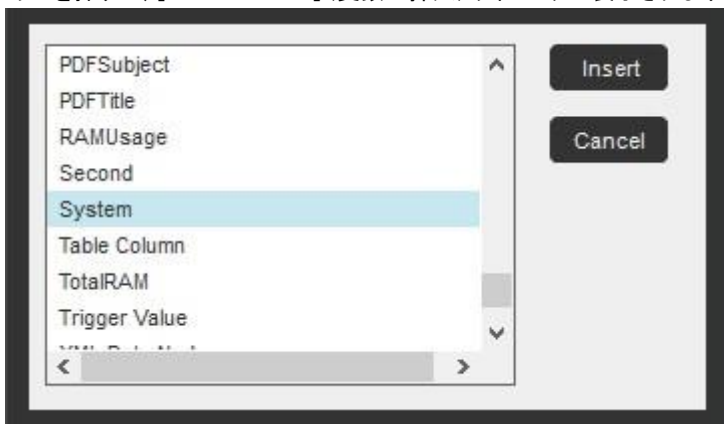 PDFSubject
Insert
PDFTitle
RAMUsage
Cancel
Second
System
Table Column
TotalRAM
Trigger Value